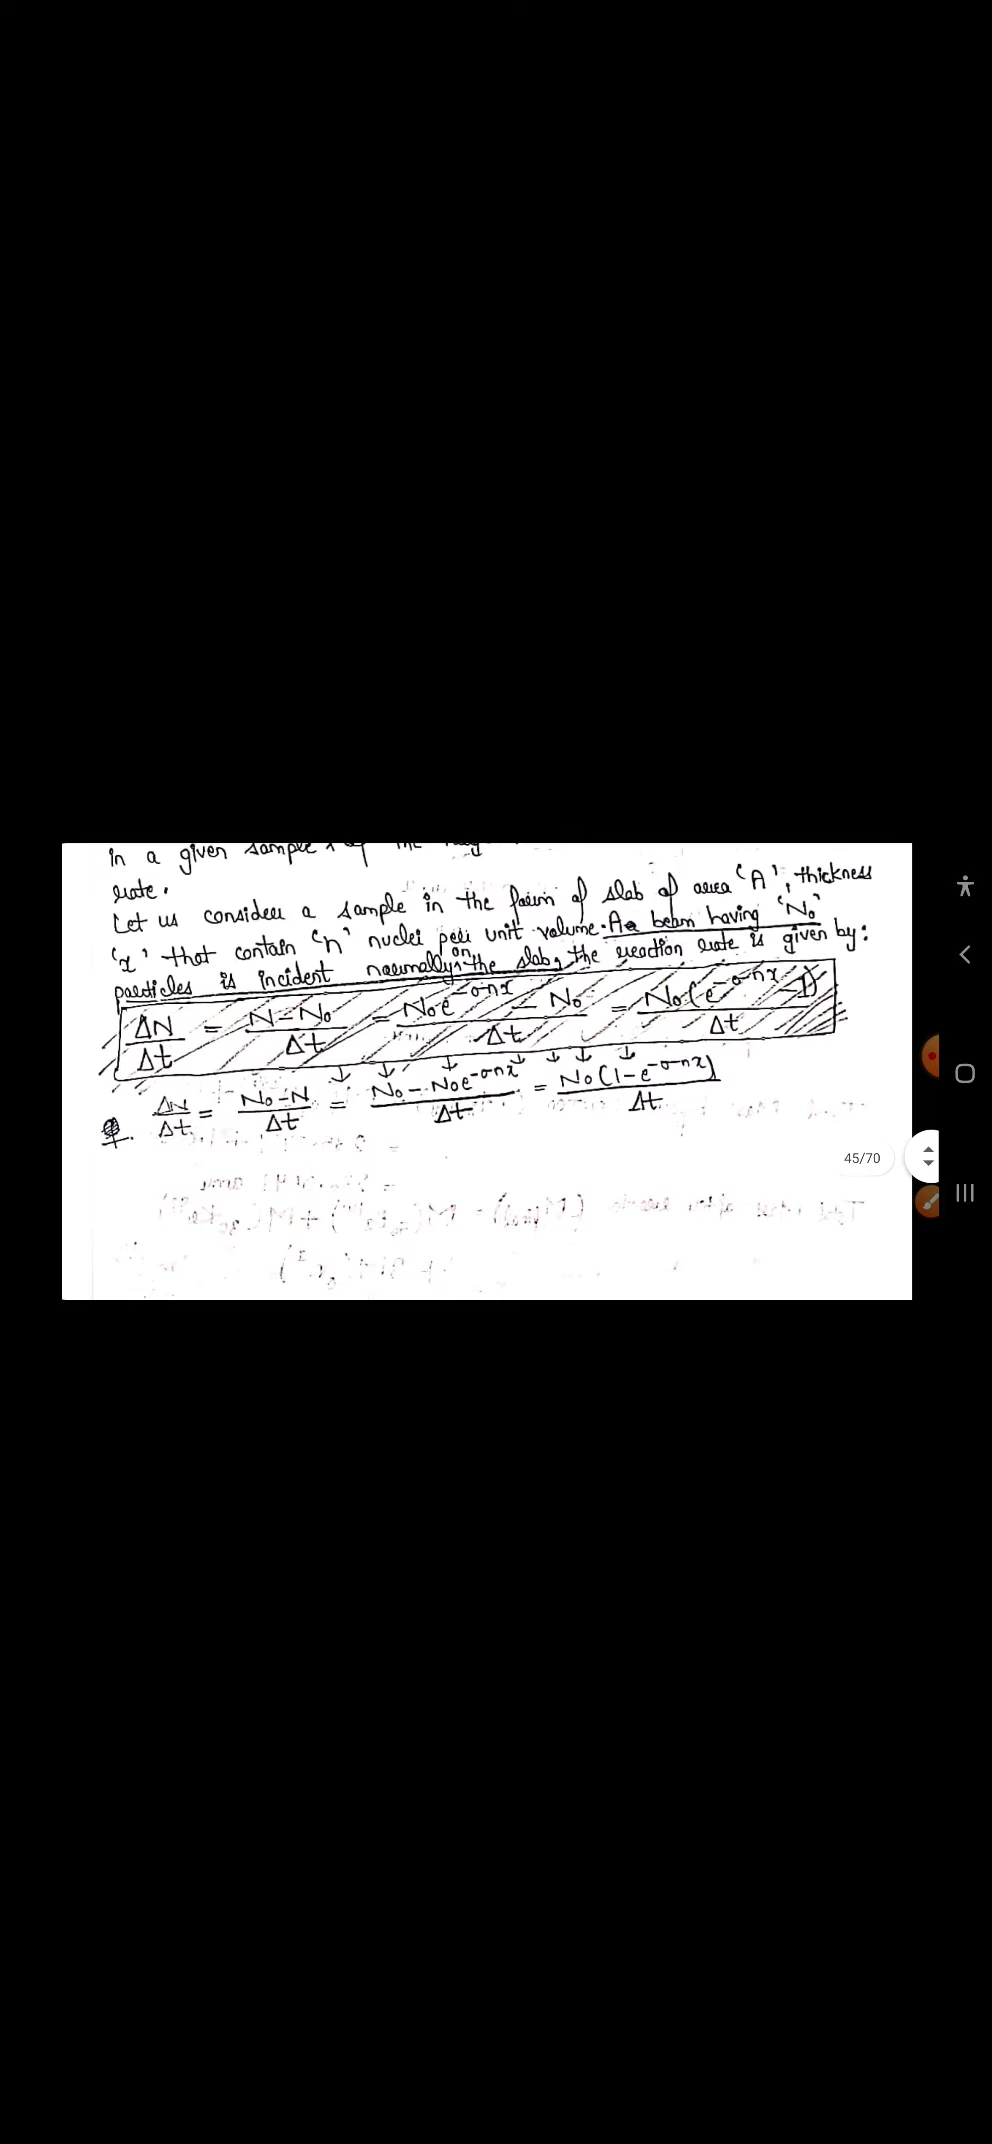 in a given sample
rate.
Let us consider a sample in the form of slab of area ‘A’, thickness
‘x’ that contain ‘n’ nuclei per unit volume. A beam having ‘N₀’
particles is incident normally on the slab, the reaction rate is given by:
ΔN/Δt = N-N₀/Δt = N₀e^-σnx - N₀/Δt = N₀(e^-σnx - 1)/Δt
ΔN/Δt = N₀-N/Δt = N₀-N₀e^-σnx/Δt = N₀(1-e^-σnx)/Δt
45/70